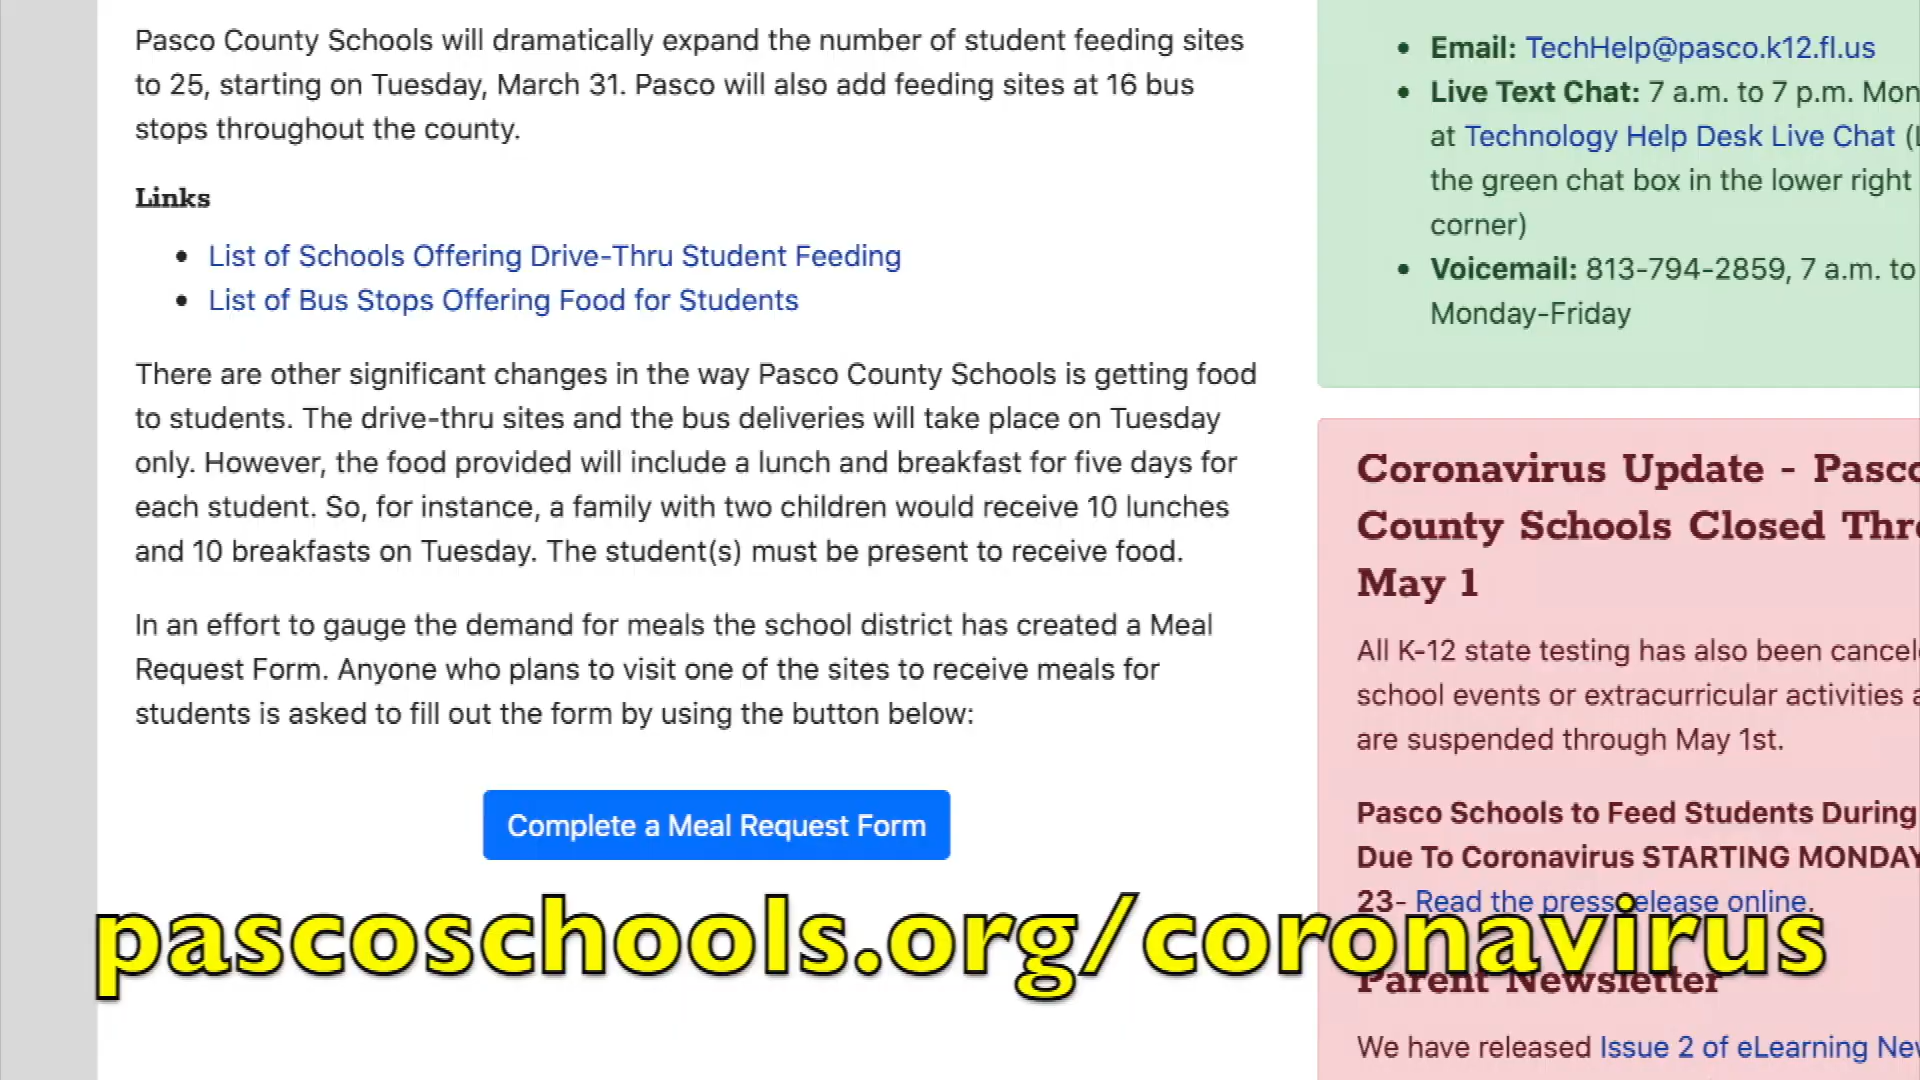 Pasco County Schools will dramatically expand the number of student feeding sites
to 25, starting on Tuesday, March 31. Pasco will also add feeding sites at 16 bus
stops throughout the county.
Links
• List of Schools Offering Drive-Thru Student Feeding
• List of Bus Stops Offering Food for Students
There are other significant changes in the way Pasco County Schools is getting food
to students. The drive-thru sites and the bus deliveries will take place on Tuesday
only. However, the food provided will include a lunch and breakfast for five days for
each student. So, for instance, a family with two children would receive 10 lunches
and 10 breakfasts on Tuesday. The student(s) must be present to receive food.
In an effort to gauge the demand for meals the school district has created a Meal
Request Form. Anyone who plans to visit one of the sites to receive meals for
students is asked to fill out the form by using the button below:
Complete a Meal Request Form
• Email: TechHelp@pasco.k12.fl.us
• Live Text Chat: 7 a.m. to 7 p.m. Mon
at Technology Help Desk Live Chat (
the green chat box in the lower right
corner)
• Voicemail: 813-794-2859, 7 a.m. to
Monday-Friday
Coronavirus Update - Pasco
County Schools Closed Thr
May 1
All K-12 state testing has also been cancel
school events or extracurricular activities a
are suspended through May 1st.
Pasco Schools to Feed Students During
Due To Coronavirus STARTING MONDAY
23- Read the press release online.
Parent Newsletter
We have released Issue 2 of eLearning Ne
pascoschools.org/coronavirus